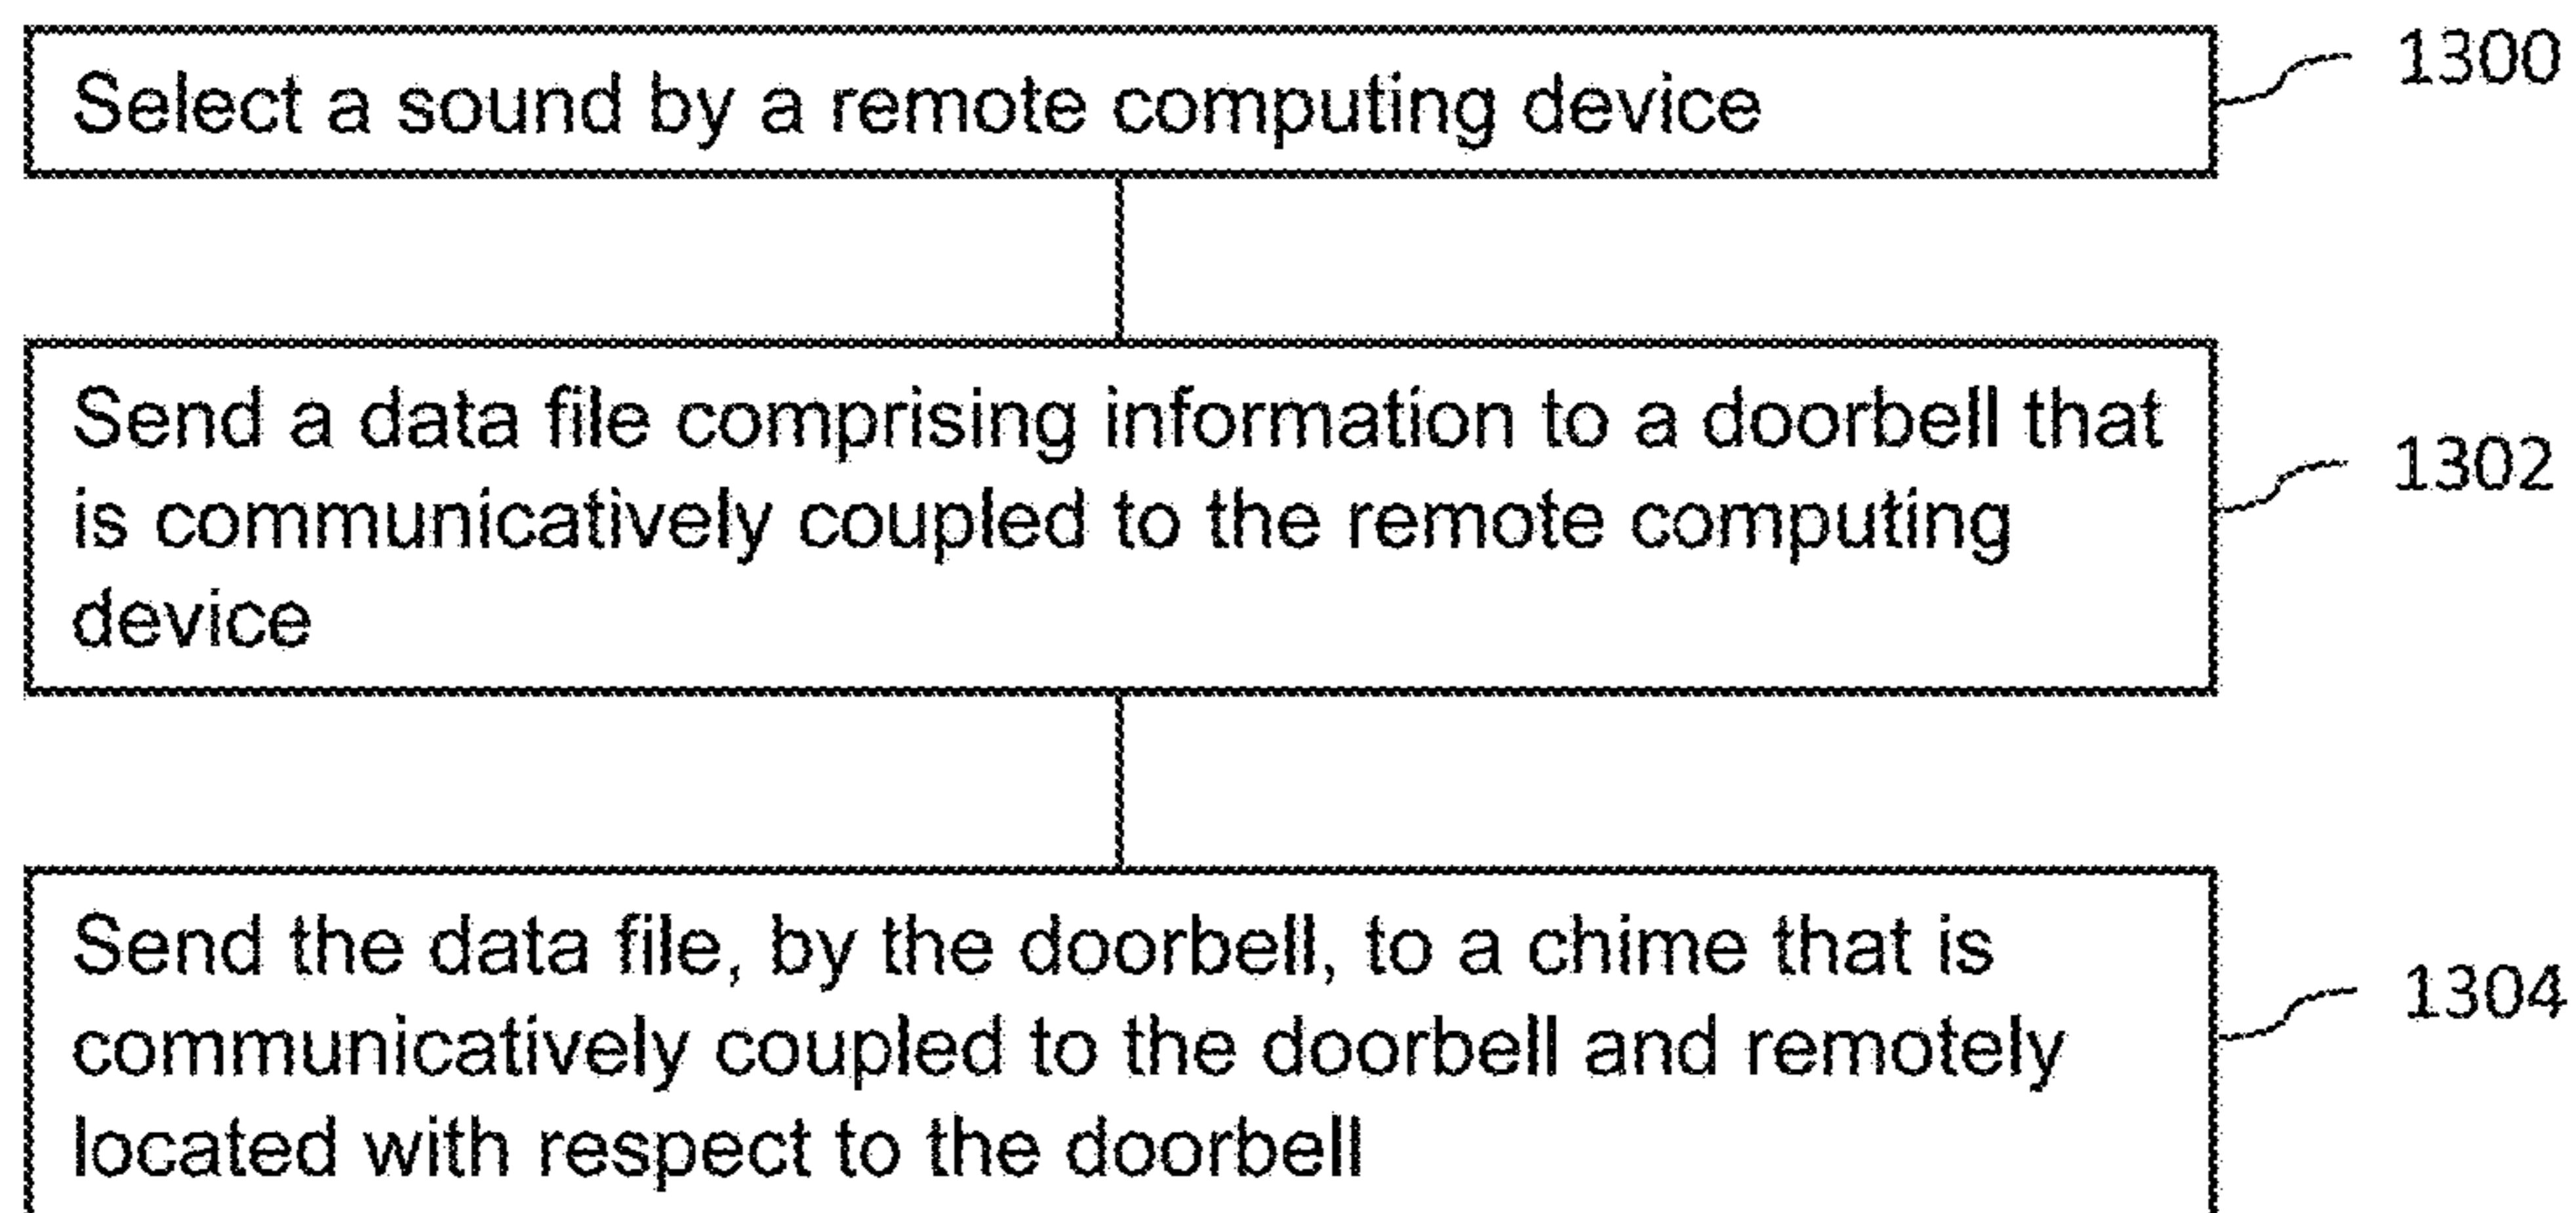 Select a sound by a remote computing device
1300
Send a data file comprising information to a doorbell that
is communicatively coupled to the remote computing
device
1302
Send the data file, by the doorbell, to a chime that is
communicatively coupled to the doorbell and remotely
located with respect to the doorbell
1304